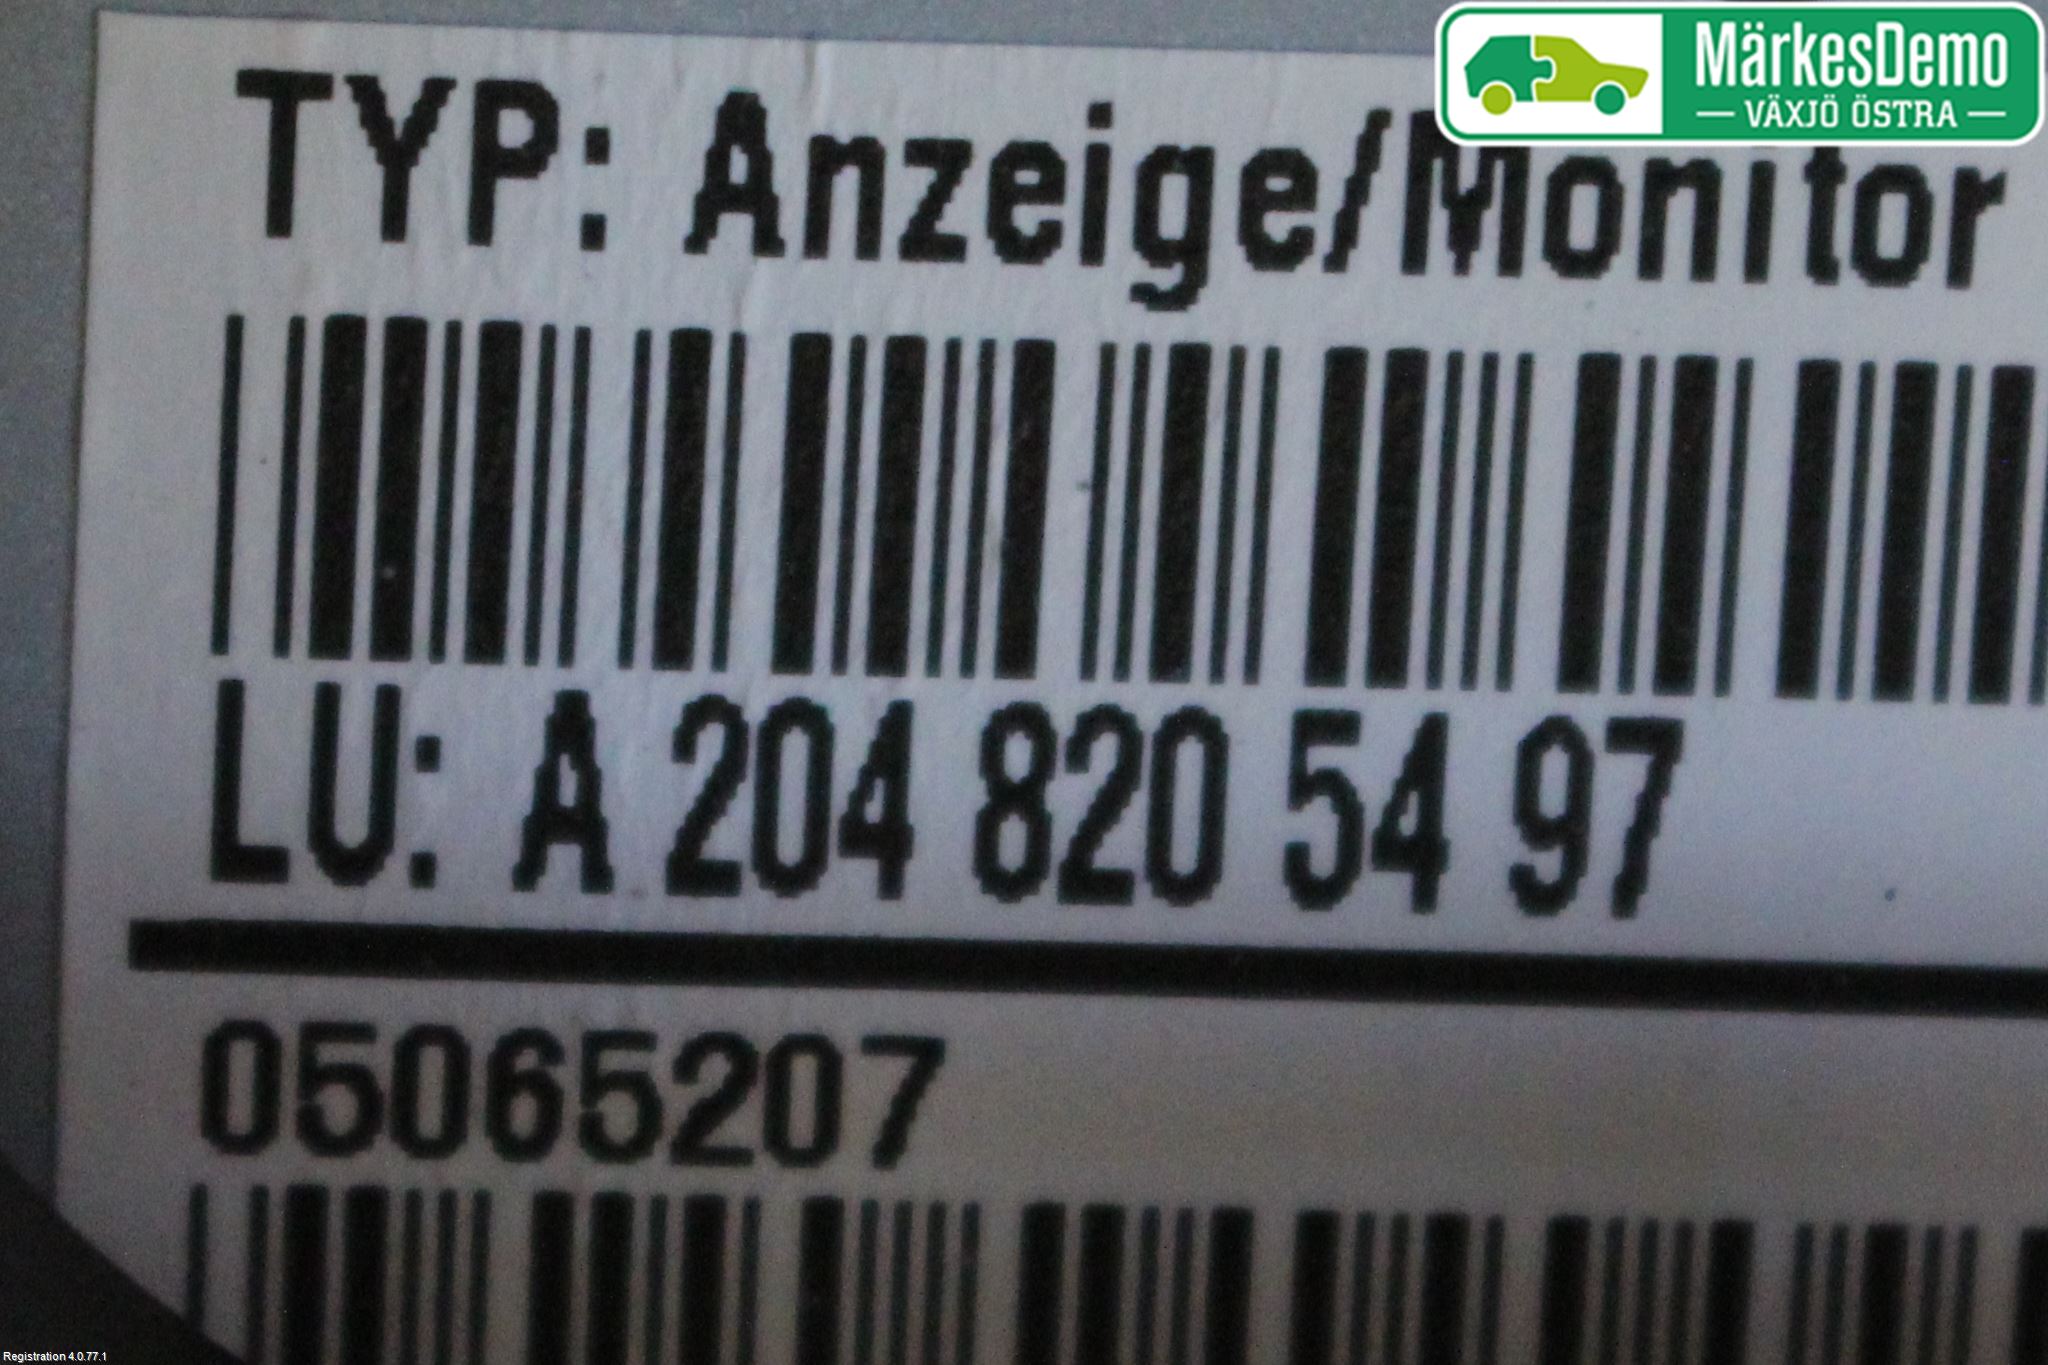 MärkesDemo
VÄXJÖ ÖSTRA
TYP: Anzeige/Monitor
LU: A 204 820 54 97
05065207
Registration 4.0.77.1